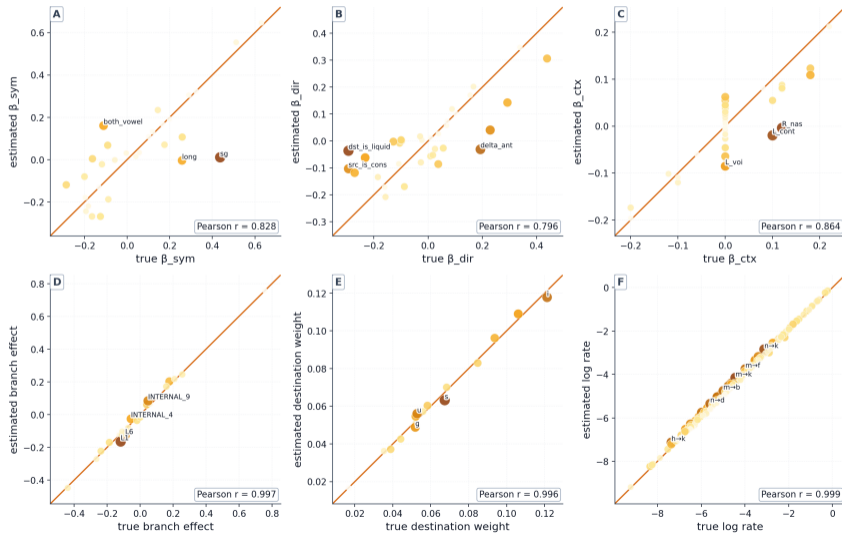 A
estimated β_sym
0.6
0.4
0.2
0.0
−0.2
both_vowel
long
sg
Pearson r = 0.828
−0.2 0.0 0.2 0.4 0.6
true β_sym
B
estimated β_dir
0.4
0.3
0.2
0.1
0.0
−0.1
−0.2
−0.3
dst_is_liquid
src_is_cons
delta_ant
Pearson r = 0.796
−0.2 0.0 0.2 0.4
true β_dir
C
estimated β_ctx
0.2
0.1
0.0
−0.1
−0.2
R_nas
L_cont
L_voi
Pearson r = 0.864
−0.2 −0.1 0.0 0.1 0.2
true β_ctx
D
estimated branch effect
0.8
0.6
0.4
0.2
0.0
−0.2
−0.4
INTERNAL_9
INTERNAL_4
L6
Pearson r = 0.997
−0.4 −0.2 0.0 0.2 0.4 0.6 0.8
true branch effect
E
estimated destination weight
0.12
0.10
0.08
0.06
0.04
0.02
s
u
g
Pearson r = 0.996
0.02 0.04 0.06 0.08 0.10 0.12
true destination weight
F
estimated log rate
0
−2
−4
−6
−8
n→k
m→f
m→k
m→b
n→d
h→k
Pearson r = 0.999
−8 −6 −4 −2 0
true log rate